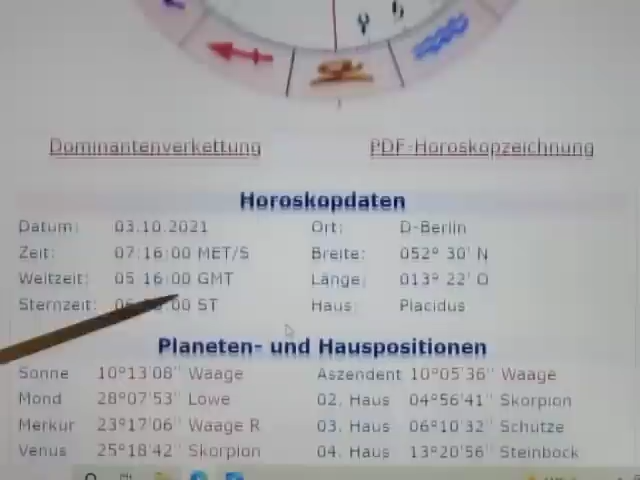 Dominantenverkettung PDF-Horoskopzeichnung
Horoskopdaten
Datum: 03.10.2021 Ort: D-Berlin
Zeit: 07:16:00 MET/S Breite: 052° 30' N
Weltzeit: 05:16:00 GMT Länge: 013° 22' O
Sternzeit: :00 ST Haus: Placidus
Planeten- und Hauspositionen
Sonne 10°13'08" Waage Aszendent 10°05'36" Waage
Mond 28°07'53" Löwe 02. Haus 04°56'41" Skorpion
Merkur 23°17'06" Waage R 03. Haus 06°10'32" Schütze
Venus 25°18'42" Skorpion 04. Haus 13°20'56" Steinbock